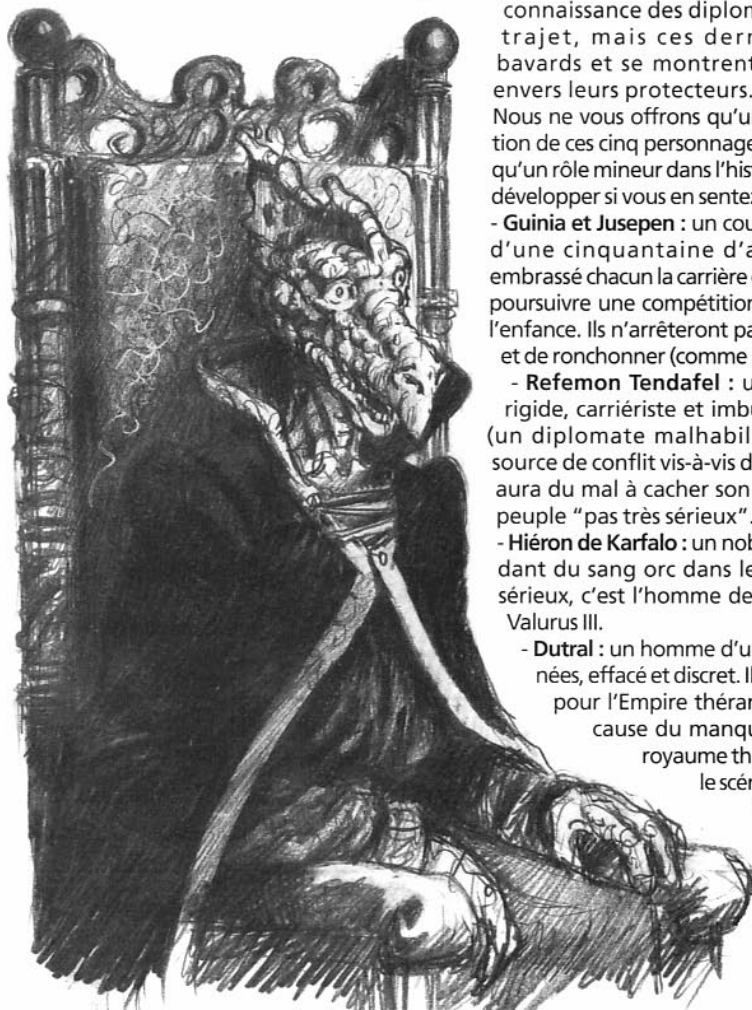 connaissance des diplom
trajet, mais ces dern
bavards et se montrent
envers leurs protecteurs.
Nous ne vous offrons qu'u
tion de ces cinq personnage
qu'un rôle mineur dans l'hist
développer si vous en sentez
- Guinia et Jusepen : un cou
d'une cinquantaine d'a
embrassé chacun la carrière
poursuivre une compétition
l'enfance. Ils n'arrêteront pa
et de ronchonner (comme
- Refemon Tendafel : u
rigide, carriériste et imbu
(un diplomate malhabil
source de conflit vis-à-vis d
aura du mal à cacher son
peuple "pas très sérieux".
- Hiéron de Karfalo : un nob
dant du sang orc dans le
sérieux, c'est l'homme de
Valurus III.
- Dutral : un homme d'u
nées, effacé et discret. Il
pour l'Empire théran
cause du manqu
royaume th
le scén